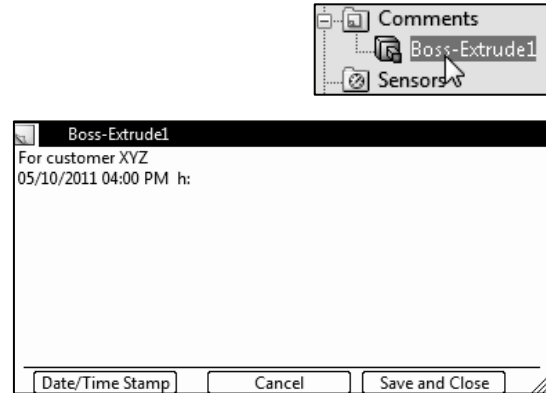 Comments
Boss-Extrude1
Sensors
Boss-Extrude1
For customer XYZ
05/10/2011 04:00 PM h:
Date/Time Stamp
Cancel
Save and Close